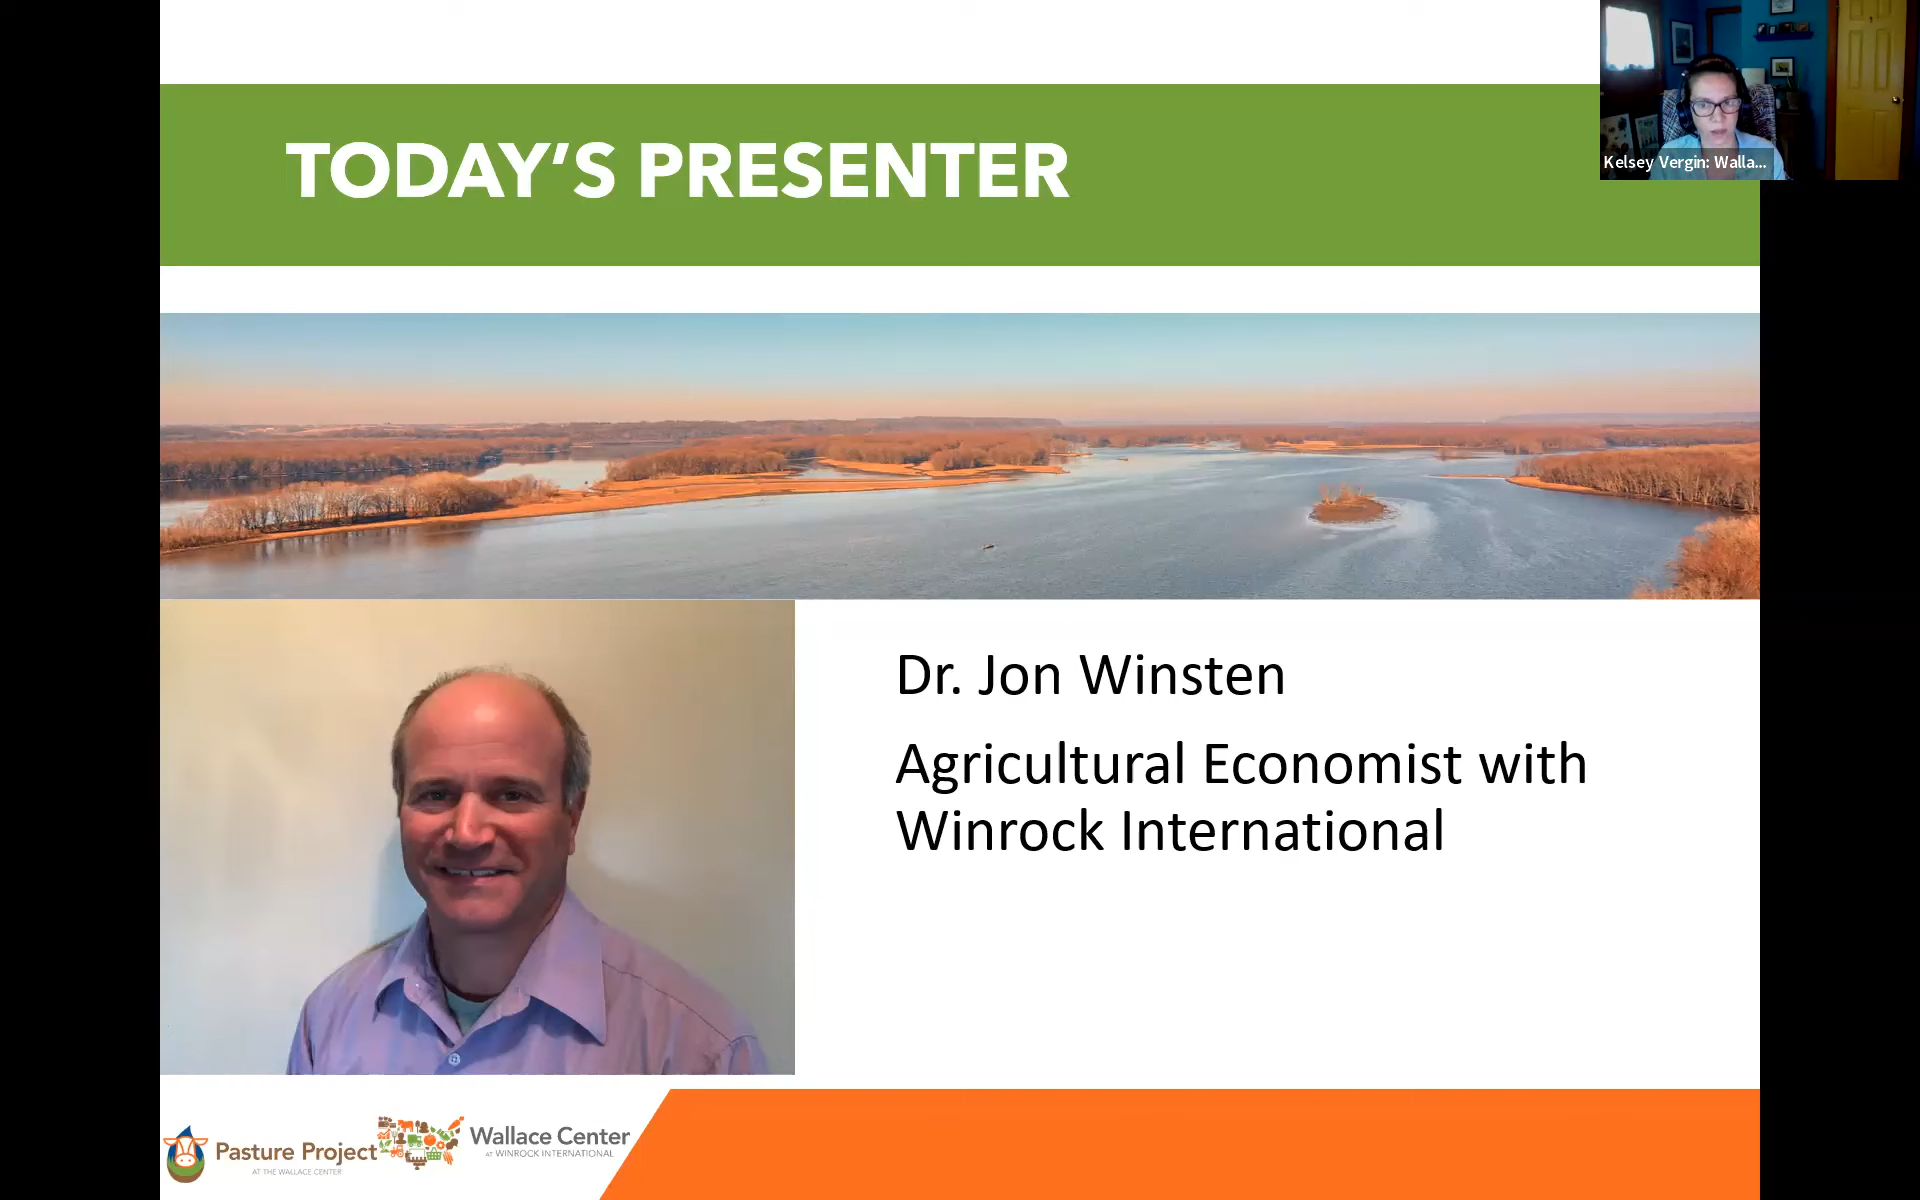 TODAY’S PRESENTER
Kelsey Vergin: Walla...
Dr. Jon Winsten
Agricultural Economist with
Winrock International
Pasture Project
AT THE WALLACE CENTER
Wallace Center
AT WINROCK INTERNATIONAL